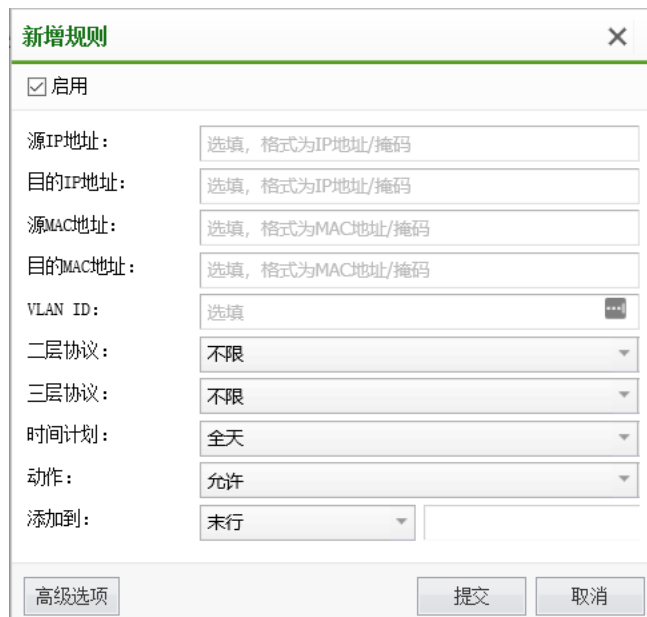 新增规则
启用
源IP地址： 选填，格式为IP地址/掩码
目的IP地址： 选填，格式为IP地址/掩码
源MAC地址： 选填，格式为MAC地址/掩码
目的MAC地址： 选填，格式为MAC地址/掩码
VLAN ID： 选填
二层协议： 不限
三层协议： 不限
时间计划： 全天
动作： 允许
添加到： 末行
高级选项 提交 取消